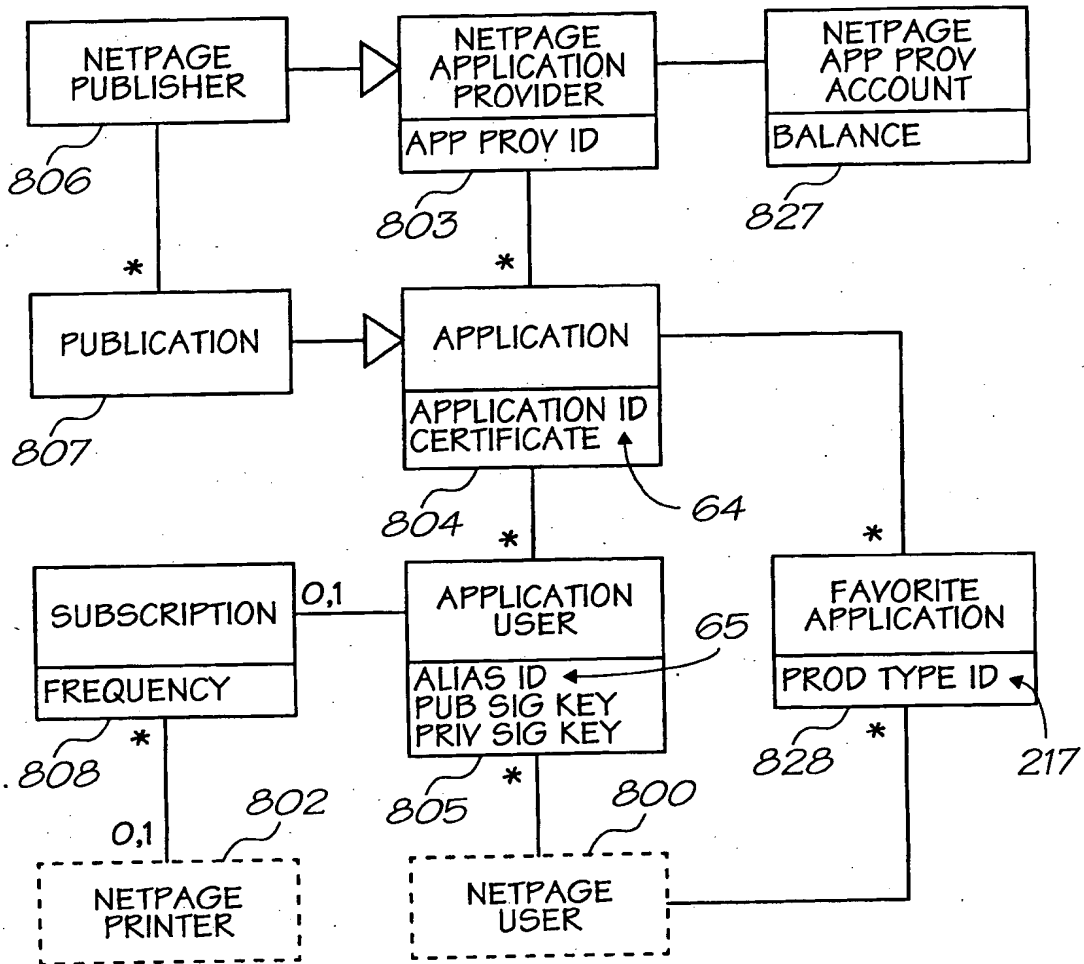 NETPAGE
PUBLISHER
806
NETPAGE
APPLICATION
PROVIDER
APP PROV ID
803
NETPAGE
APP PROV
ACCOUNT
BALANCE
827
*
*
PUBLICATION
807
APPLICATION
APPLICATION ID
CERTIFICATE
804
64
*
*
SUBSCRIPTION
FREQUENCY
808
0,1
APPLICATION
USER
ALIAS ID
PUB SIG KEY
PRIV SIG KEY
805
65
FAVORITE
APPLICATION
PROD TYPE ID
828
217
*
*
*
0,1
802
NETPAGE
PRINTER
800
NETPAGE
USER